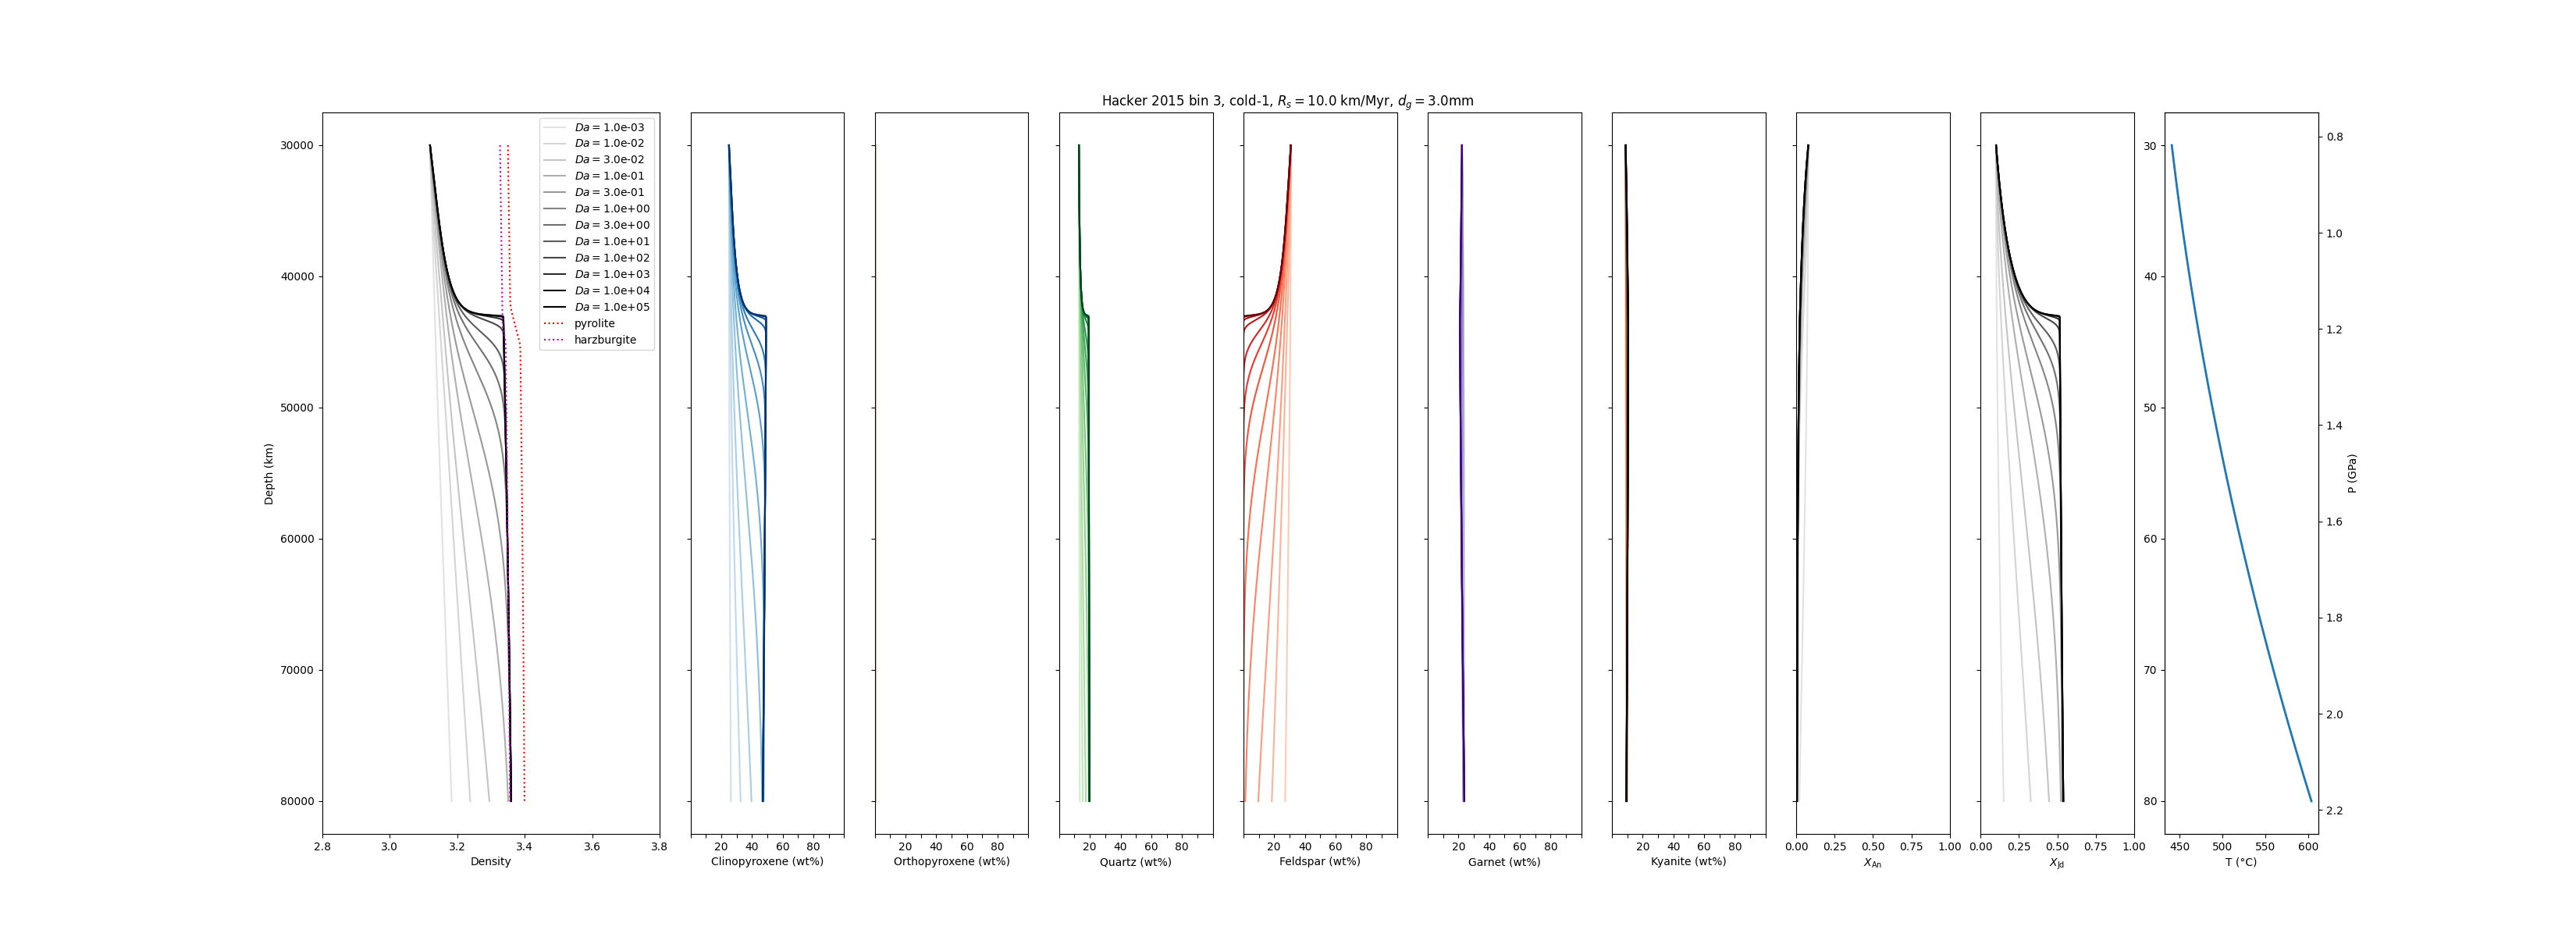 Hacker 2015 bin 3, cold-1, Rs = 10.0 km/Myr, dg = 3.0mm
Da = 1.0e-03
Da = 1.0e-02
Da = 3.0e-02
Da = 1.0e-01
Da = 3.0e-01
Da = 1.0e+00
Da = 3.0e+00
Da = 1.0e+01
Da = 1.0e+02
Da = 1.0e+03
Da = 1.0e+04
Da = 1.0e+05
pyrolite
harzburgite
Depth (km)
30000
40000
50000
60000
70000
80000
2.8 3.0 3.2 3.4 3.6 3.8
Density
20 40 60 80
Clinopyroxene (wt%)
20 40 60 80
Orthopyroxene (wt%)
20 40 60 80
Quartz (wt%)
20 40 60 80
Feldspar (wt%)
20 40 60 80
Garnet (wt%)
20 40 60 80
Kyanite (wt%)
0.00 0.25 0.50 0.75 1.00
XAn
0.00 0.25 0.50 0.75 1.00
XJd
30
40
50
60
70
80
450 500 550 600
T (°C)
0.8
1.0
1.2
1.4
1.6
1.8
2.0
2.2
P (GPa)